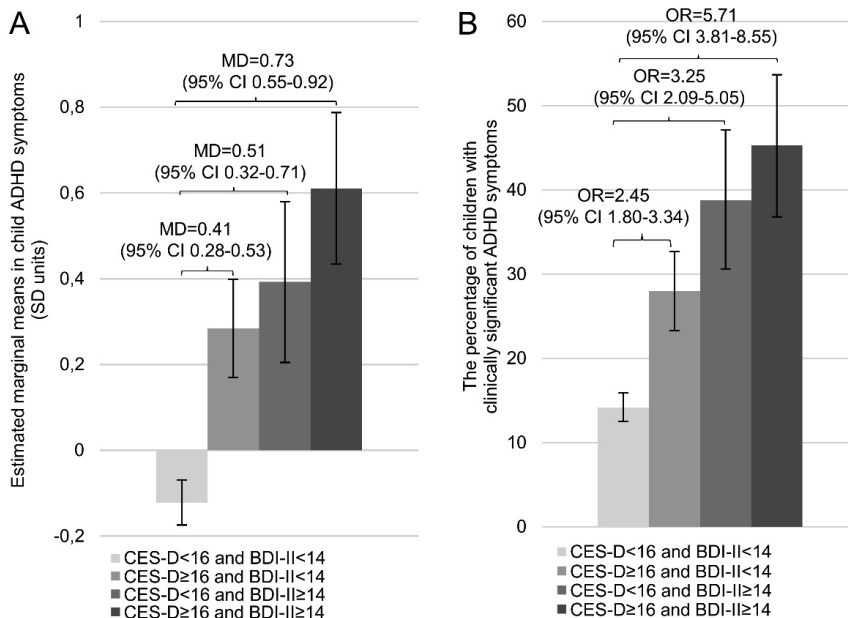 A
Estimated marginal means in child ADHD symptoms
(SD units)
1
0,8
0,6
0,4
0,2
0
-0,2
MD=0.73
(95% CI 0.55-0.92)
MD=0.51
(95% CI 0.32-0.71)
MD=0.41
(95% CI 0.28-0.53)
CES-D<16 and BDI-II<14
CES-D≥16 and BDI-II<14
CES-D<16 and BDI-II≥14
CES-D≥16 and BDI-II≥14
B
The percentage of children with
clinically significant ADHD symptoms
60
50
40
30
20
10
0
OR=5.71
(95% CI 3.81-8.55)
OR=3.25
(95% CI 2.09-5.05)
OR=2.45
(95% CI 1.80-3.34)
CES-D<16 and BDI-II<14
CES-D≥16 and BDI-II<14
CES-D<16 and BDI-II≥14
CES-D≥16 and BDI-II≥14